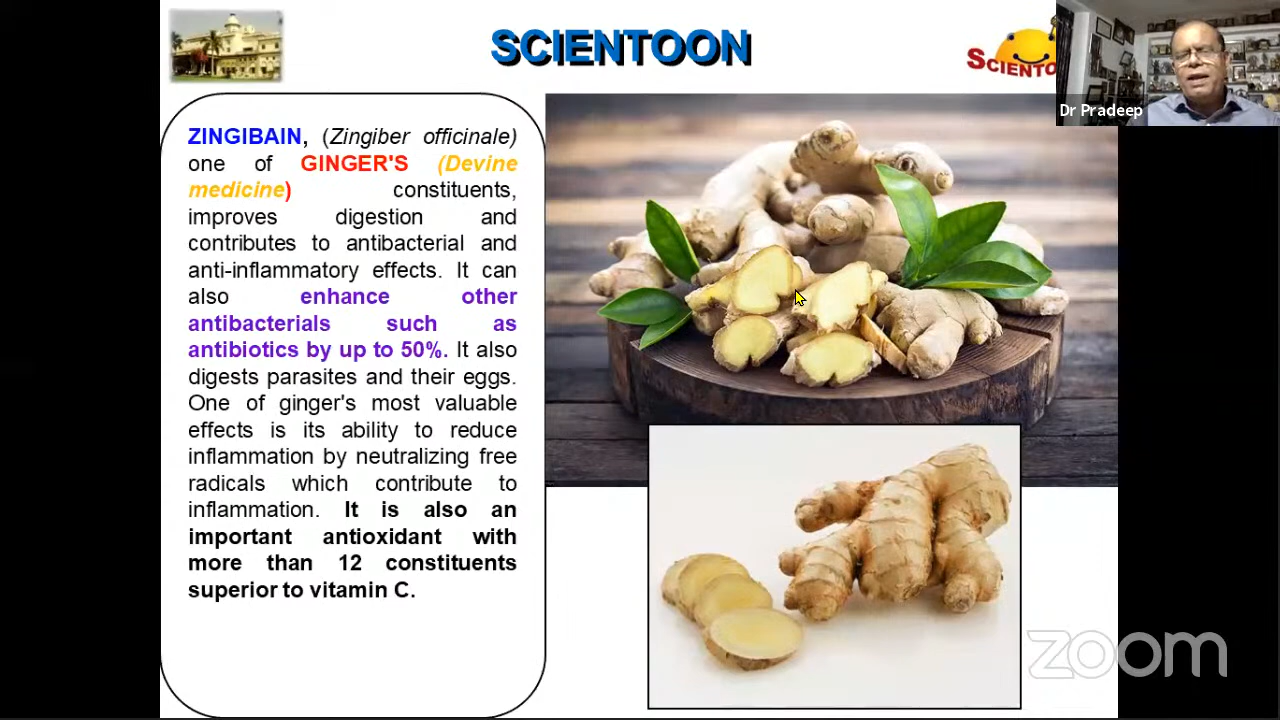 SCIENTOON
SCIENTO
Dr Pradeep
ZINGIBAIN, (Zingiber officinale)
one of GINGER'S (Devine
medicine) constituents,
improves digestion and
contributes to antibacterial and
anti-inflammatory effects. It can
also enhance other
antibacterials such as
antibiotics by up to 50%. It also
digests parasites and their eggs.
One of ginger's most valuable
effects is its ability to reduce
inflammation by neutralizing free
radicals which contribute to
inflammation. It is also an
important antioxidant with
more than 12 constituents
superior to vitamin C.
zoom